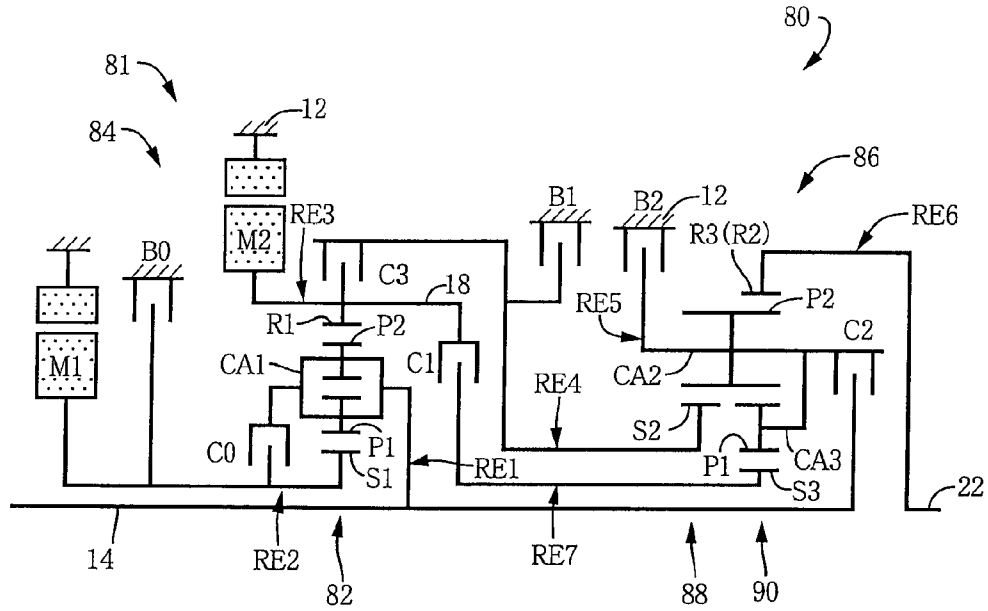 80
81
12
84
86
B1
B2
12
RE3
R3(R2)
RE6
M2
B0
C3
18
P2
R1
P2
RE5
C2
M1
CA1
C1
CA2
RE4
S2
C0
P1
S1
RE1
P1
CA3
S3
22
14
RE2
RE7
82
88
90